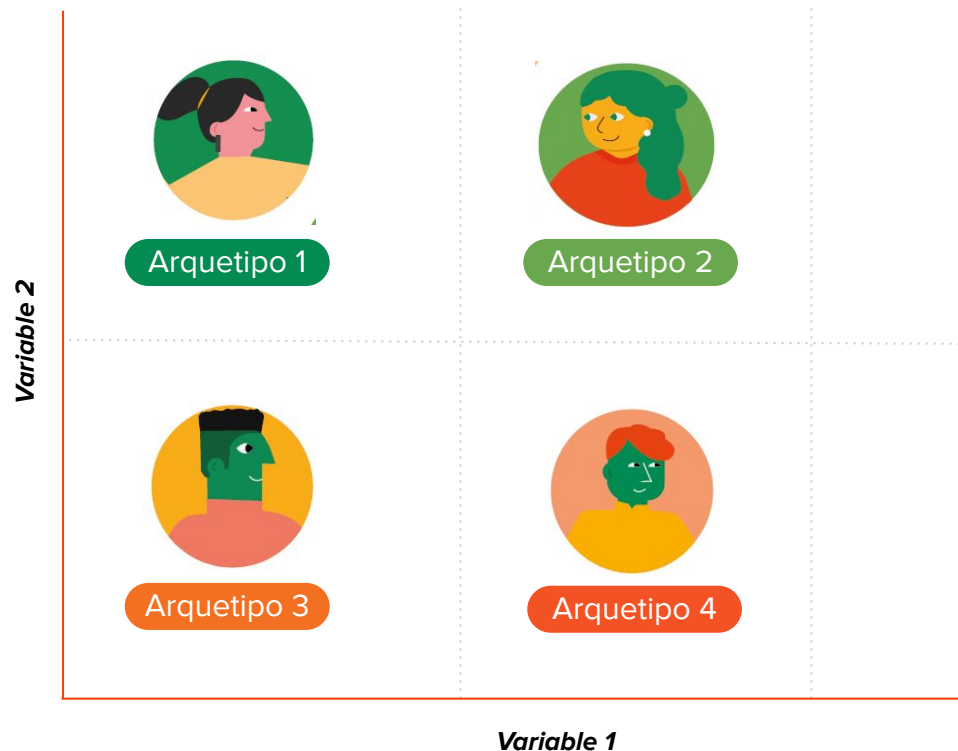 Arquetipo 1
Arquetipo 2
Variable 2
Arquetipo 3
Arquetipo 4
Variable 1